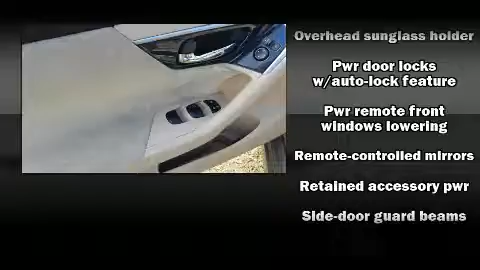 Overhead sunglass holder
Pwr door locks
w/auto-lock feature
Pwr remote front
windows lowering
Remote-controlled mirrors
Retained accessory pwr
Side-door guard beams